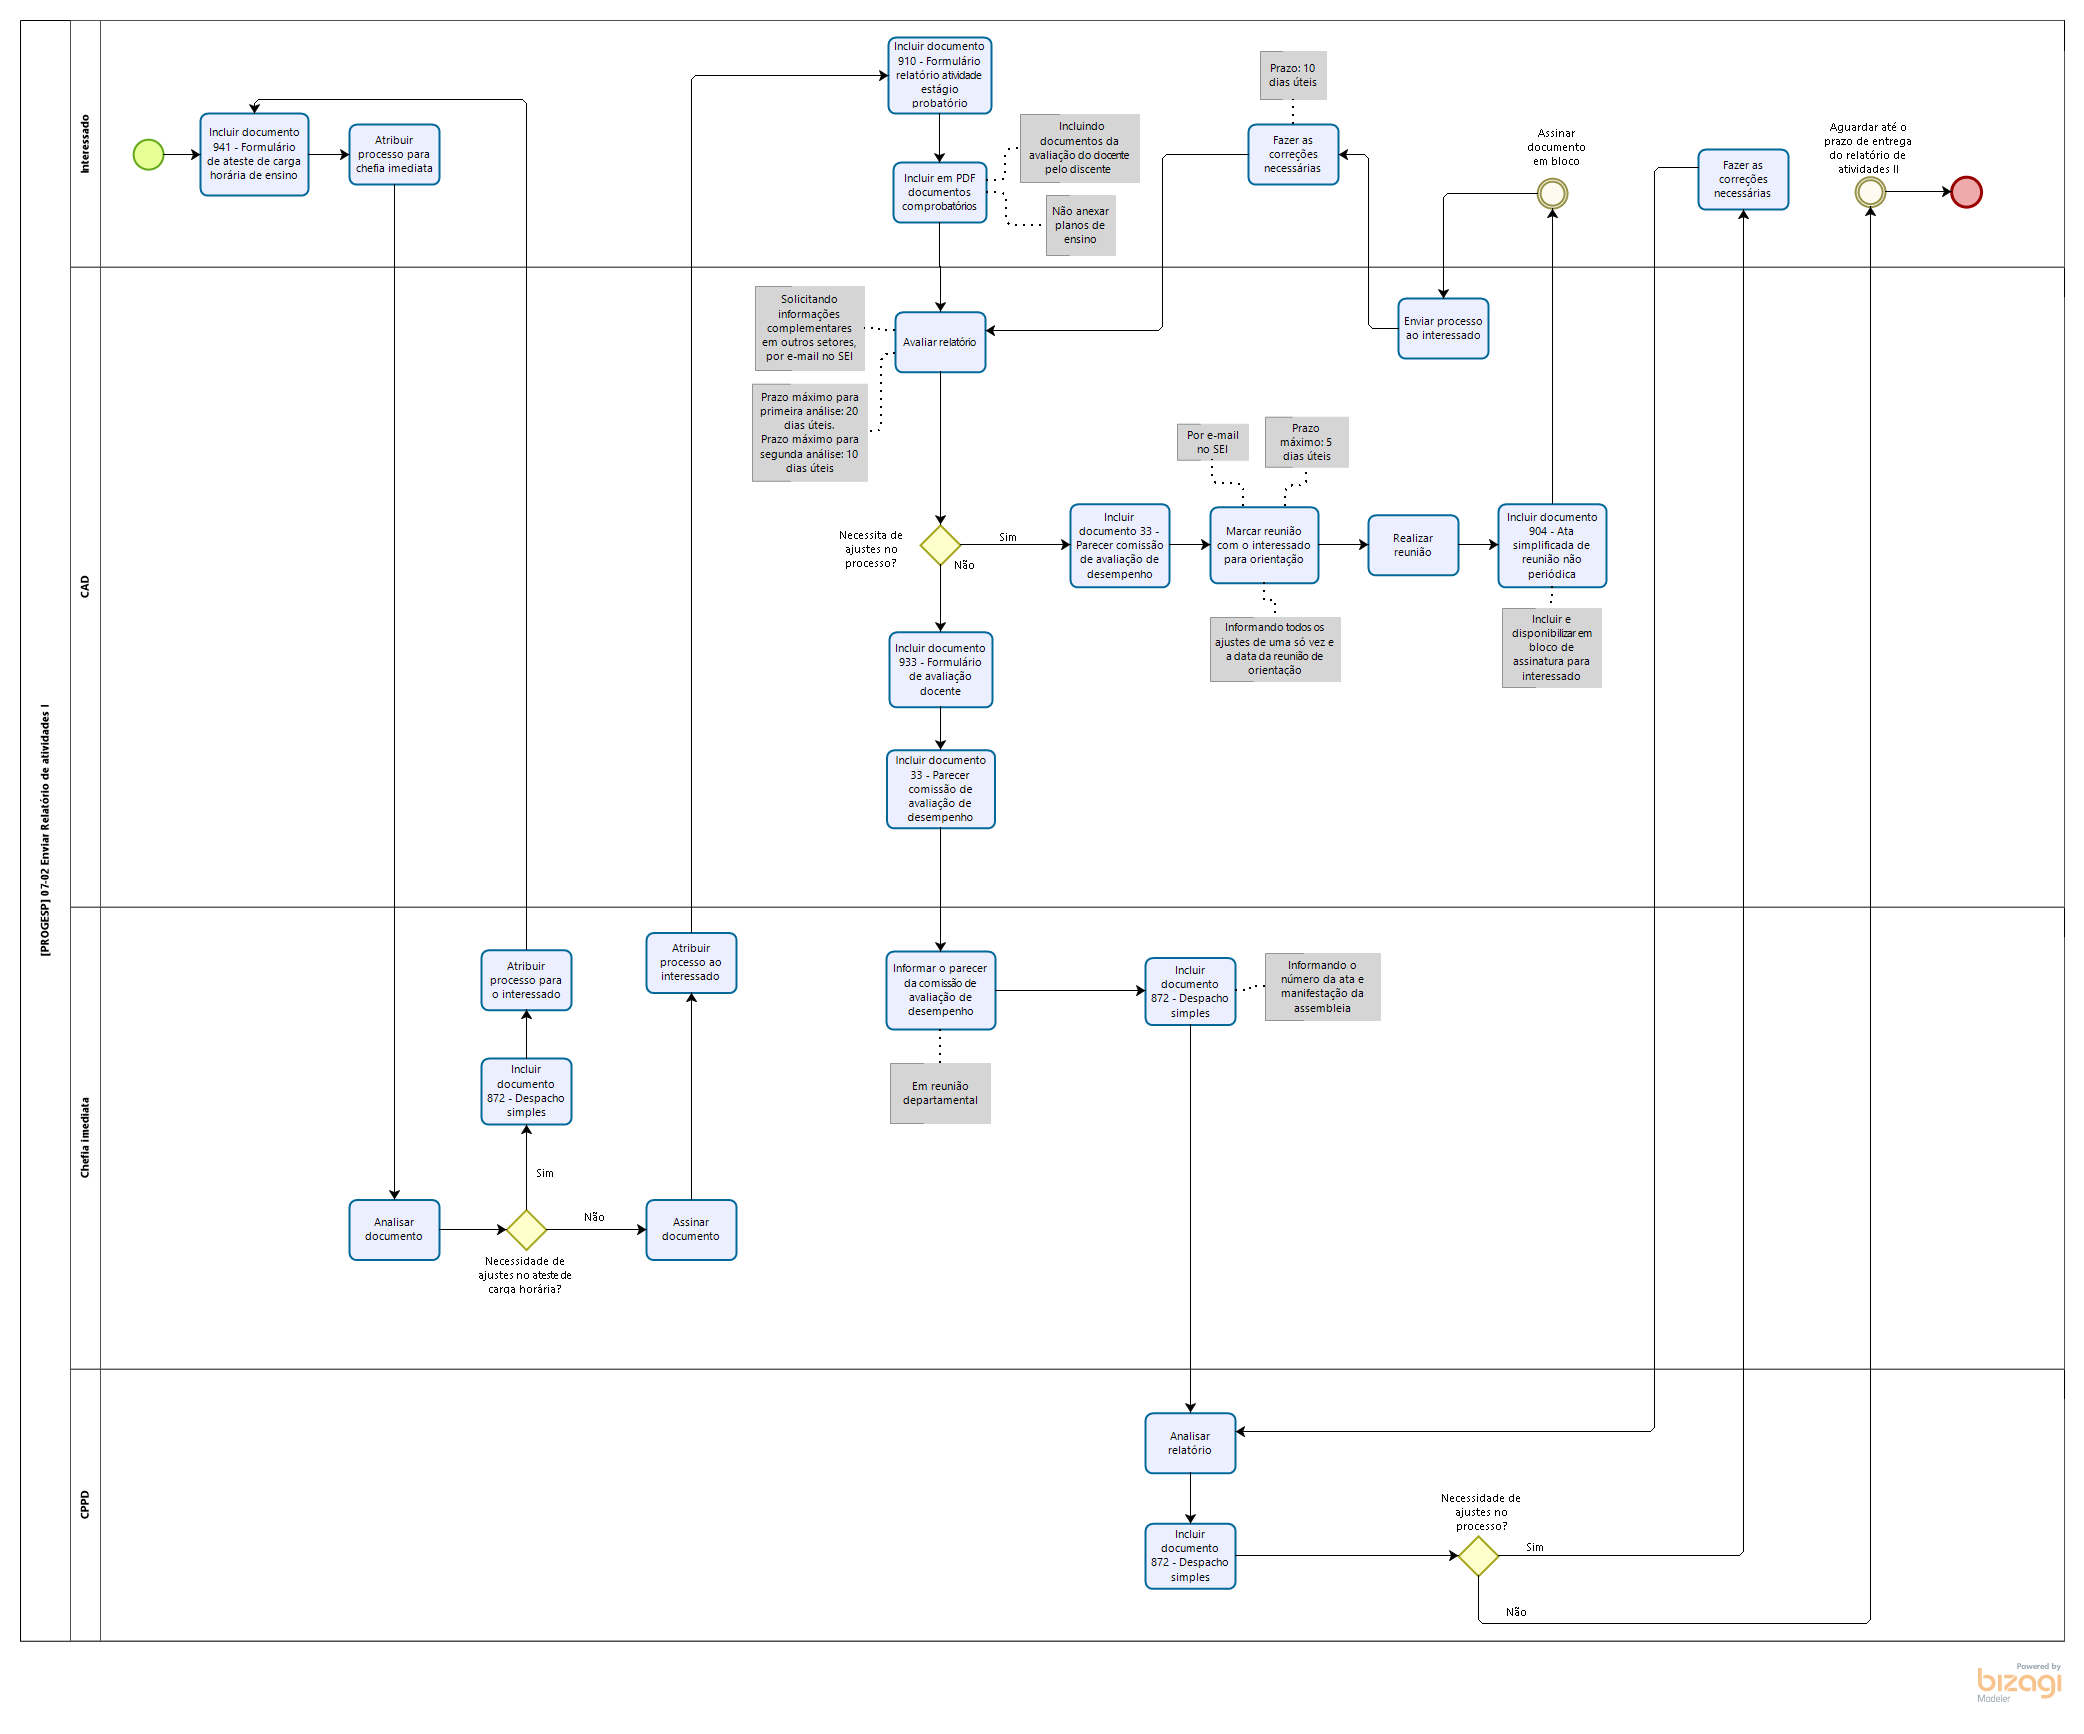 [PROGESP] 07-02 Enviar Relatório de atividades I
Interessado
Incluir documento
941 - Formulário
de ateste de carga
horária de ensino
Atribuir
processo para
chefia imediata
Incluir documento
910 - Formulário
relatório atividade
estágio
probatório
Incluir em PDF
documentos
comprobatórios
Incluindo
documentos da
avaliação do docente
pelo discente
Não anexar
planos de
ensino
Prazo: 10
dias úteis
Fazer as
correções
necessárias
Assinar
documento
em bloco
Fazer as
correções
necessárias
Aguardar até o
prazo de entrega
do relatório de
atividades II
CAD
Solicitando
informações
complementares
em outros setores,
por e-mail no SEI
Avaliar relatório
Prazo máximo para
primeira análise: 20
dias úteis.
Prazo máximo para
segunda análise: 10
dias úteis
Enviar processo
ao interessado
Necessita de
ajustes no
processo?
Sim
Não
Incluir
documento 33 -
Parecer comissão
de avaliação de
desempenho
Por e-mail
no SEI
Prazo
máximo: 5
dias úteis
Marcar reunião
com o interessado
para orientação
Informando todos os
ajustes de uma só vez e
a data da reunião de
orientação
Realizar
reunião
Incluir documento
904 - Ata
simplificada de
reunião não
periódica
Incluir e
disponibilizar em
bloco de
assinatura para
interessado
Incluir documento
933 - Formulário
de avaliação
docente
Incluir documento
33 - Parecer
comissão de
avaliação de
desempenho
Chefia imediata
Atribuir
processo para
o interessado
Atribuir
processo ao
interessado
Incluir
documento
872 - Despacho
simples
Sim
Analisar
documento
Não
Necessidade de
ajustes no ateste de
carga horária?
Assinar
documento
Informar o parecer
da comissão de
avaliação de
desempenho
Em reunião
departamental
Incluir
documento
872 - Despacho
simples
Informando o
número da ata e
manifestação da
assembleia
CPPD
Analisar
relatório
Incluir
documento
872 - Despacho
simples
Necessidade de
ajustes no
processo?
Sim
Não
Powered by
bizagi
Modeler